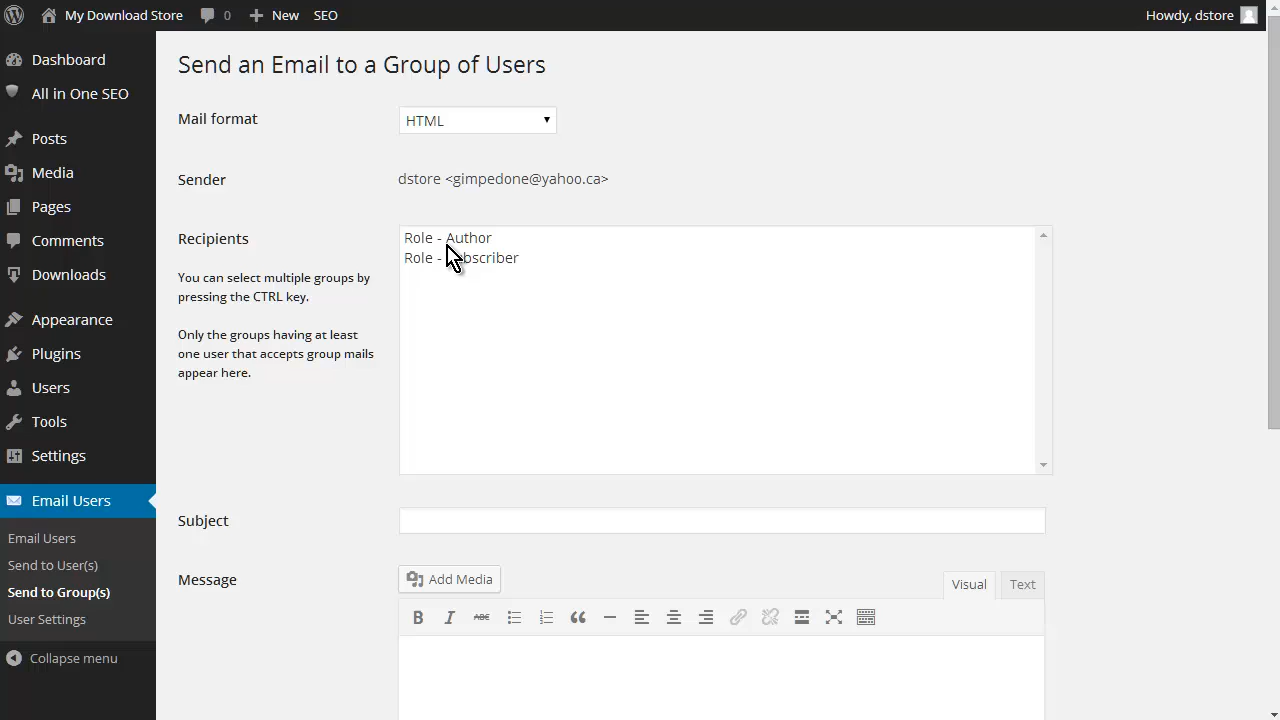 My Download Store
0
New
SEO
Howdy, dstore
Dashboard
All in One SEO
Posts
Media
Pages
Comments
Downloads
Appearance
Plugins
Users
Tools
Settings
Email Users
Email Users
Send to User(s)
Send to Group(s)
User Settings
Collapse menu
Send an Email to a Group of Users
Mail format
HTML
Sender
dstore <gimpedone@yahoo.ca>
Recipients
You can select multiple groups by
pressing the CTRL key.
Only the groups having at least
one user that accepts group mails
appear here.
Role - Author
Role - Subscriber
Subject
Message
Add Media
Visual
Text
B
I
ABC